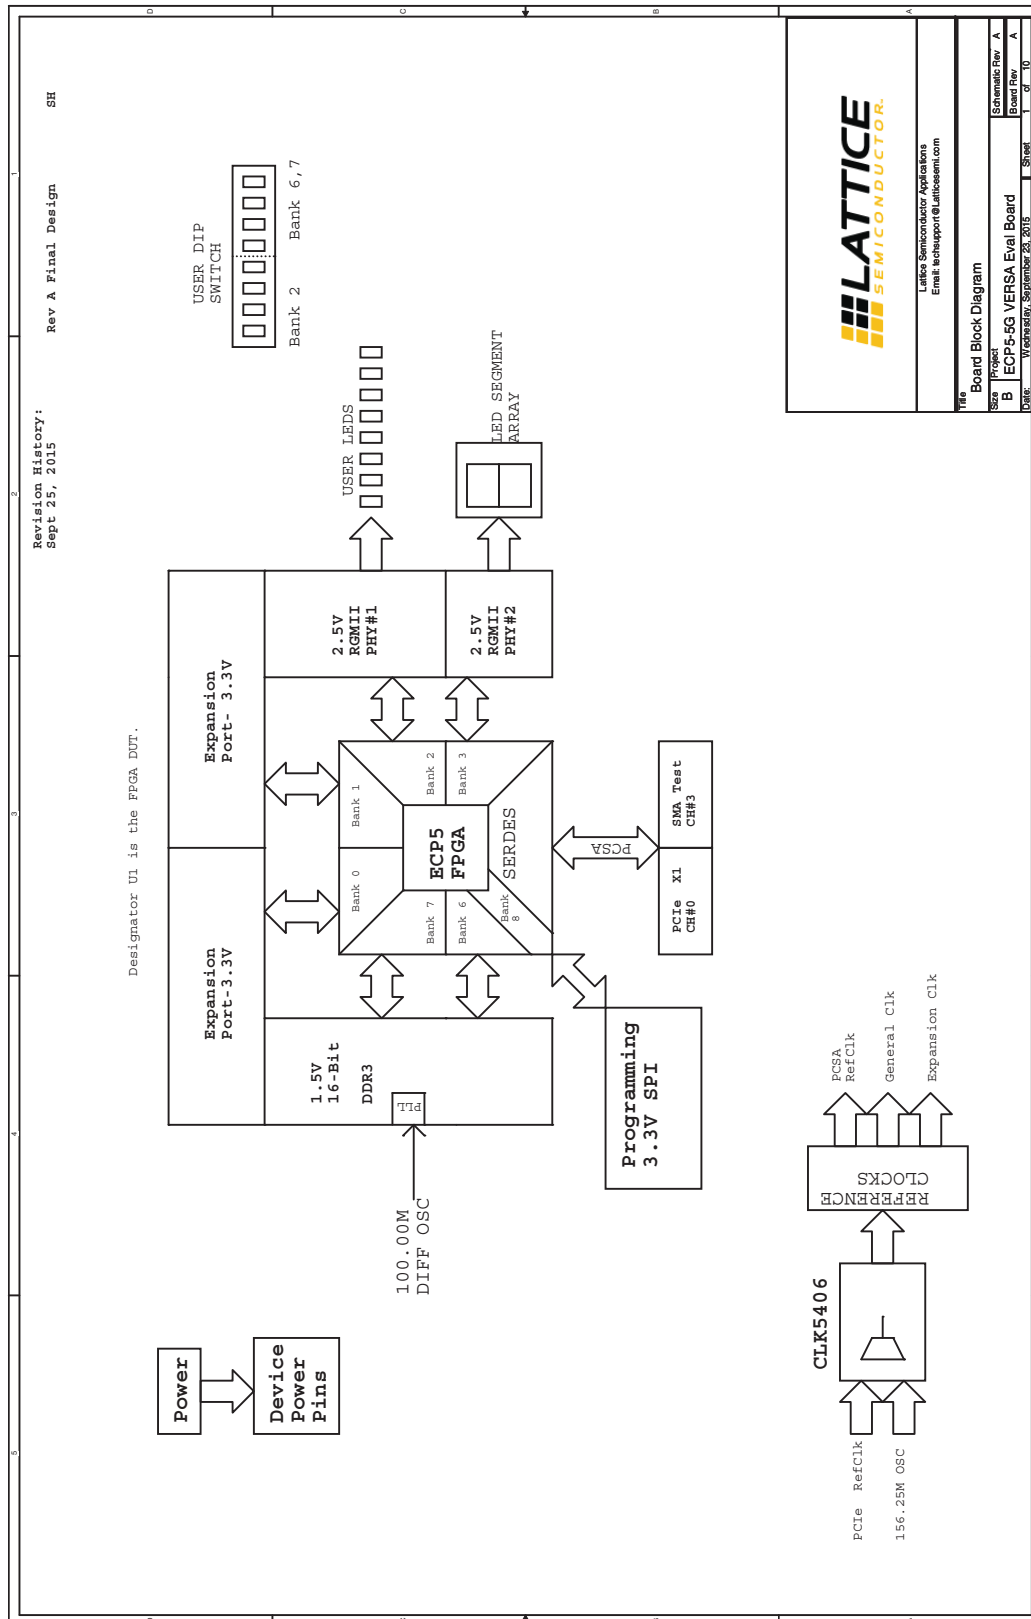 Revision History:
Sept 25, 2015
Rev A Final Design
SH
Designator U1 is the FPGA DUT.
USER DIP
SWITCH
Bank 2
Bank 6,7
Power
Device
Power
Pins
Expansion
Port-3.3V
Expansion
Port- 3.3V
1.5V
16-Bit
DDR3
PLL
100.00M
DIFF OSC
Bank 0
Bank 1
Bank 7
Bank 2
ECP5
FPGA
Bank 6
Bank 3
Bank
8
SERDES
2.5V
RGMII
PHY#1
2.5V
RGMII
PHY#2
USER LEDS
LED SEGMENT
ARRAY
Programming
3.3V SPI
PCSA
PCIe X1
CH#0
SMA Test
CH#3
CLK5406
PCIe RefClk
156.25M OSC
REFERENCE
CLOCKS
PCSA
RefClk
General Clk
Expansion Clk
LATTICE
SEMICONDUCTOR.
Lattice Semiconductor Applications
Email: techsupport@Latticesemi.com
Title
Board Block Diagram
Size
B
Project
ECP5-5G VERSA Eval Board
Schematic Rev A
Board Rev A
Date:
Wednesday, September 23, 2015
Sheet
1 of 10
5
4
3
2
1
D
C
B
A